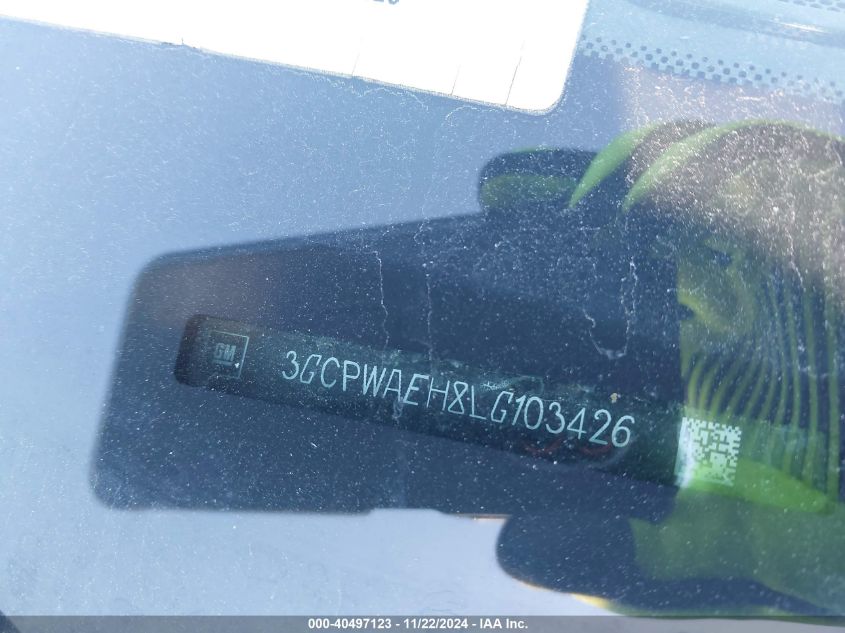 GM
3GCPWAEH8LG103426
000-40497123 - 11/22/2024 - IAA Inc.